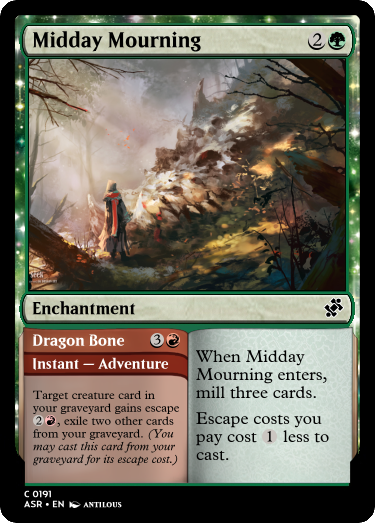 Midday Mourning 2
Enchantment
Dragon Bone 3
Instant — Adventure
Target creature card in
your graveyard gains escape
2 , exile two other cards
from your graveyard. (You
may cast this card from your
graveyard for its escape cost.)
When Midday
Mourning enters,
mill three cards.
Escape costs you
pay cost 1 less to
cast.
C 0191
ASR • EN ANTILOUS